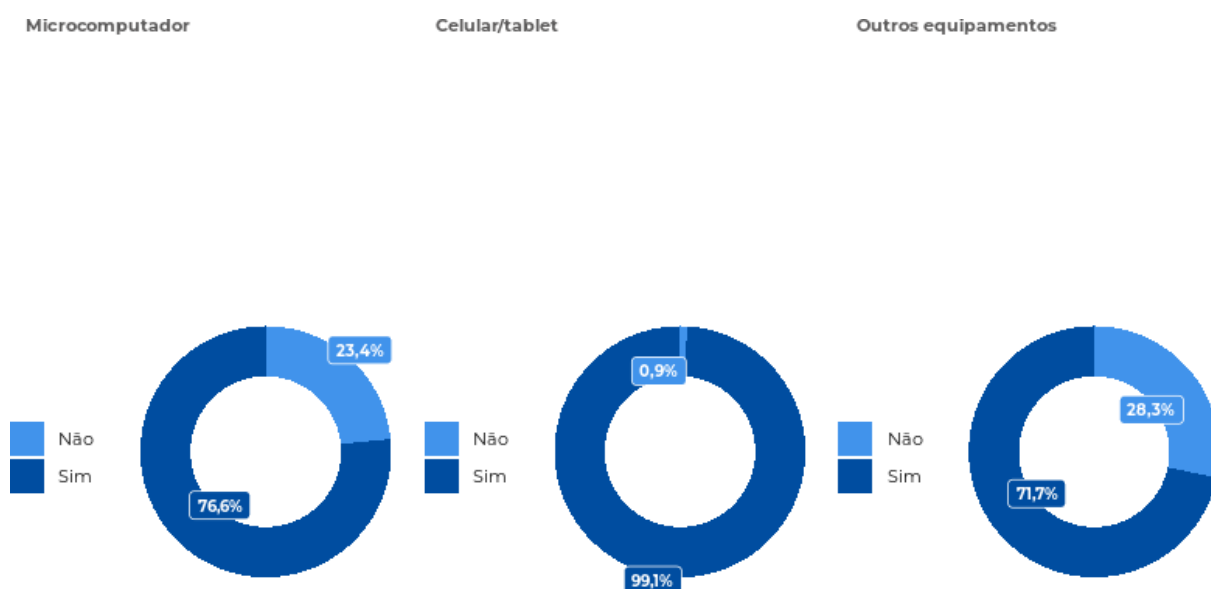 Microcomputador
Celular/tablet
Outros equipamentos
23,4%
Não
Sim
76,6%
0,9%
Não
Sim
99,1%
28,3%
Não
Sim
71,7%